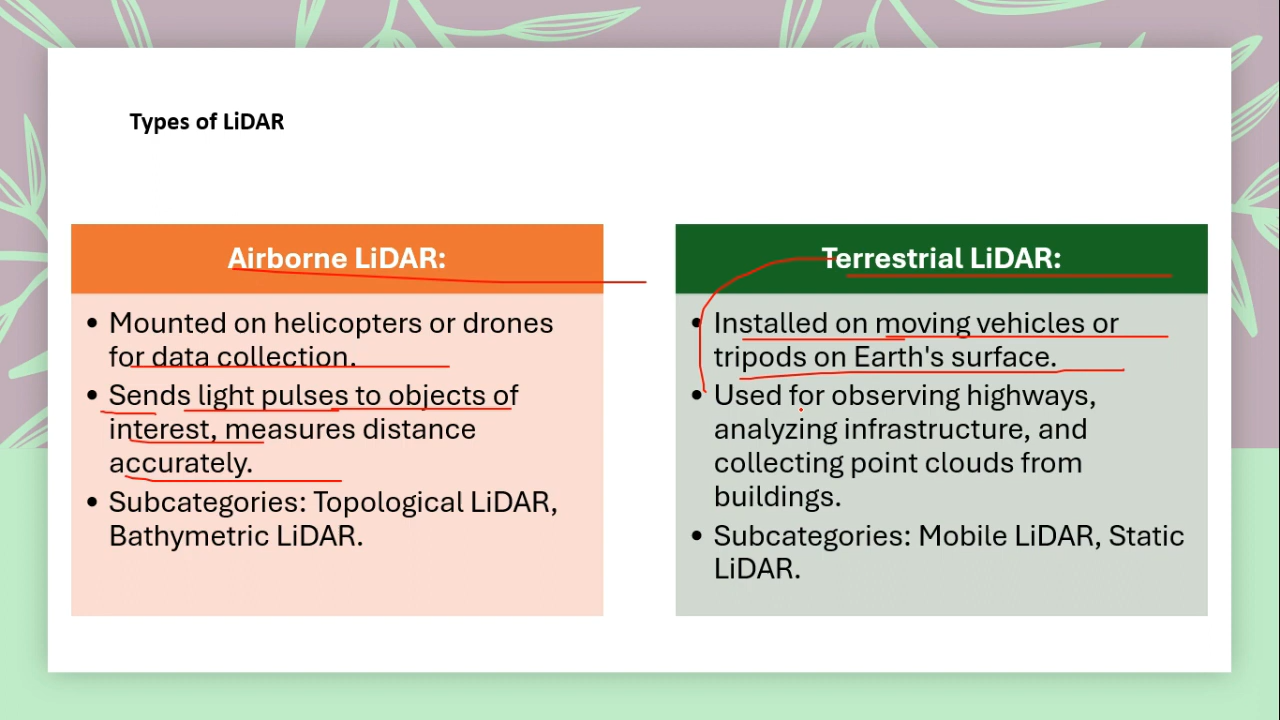 Types of LiDAR
Airborne LiDAR:
• Mounted on helicopters or drones
for data collection.
• Sends light pulses to objects of
interest, measures distance
accurately.
• Subcategories: Topological LiDAR,
Bathymetric LiDAR.
Terrestrial LiDAR:
• Installed on moving vehicles or
tripods on Earth's surface.
• Used for observing highways,
analyzing infrastructure, and
collecting point clouds from
buildings.
• Subcategories: Mobile LiDAR, Static
LiDAR.